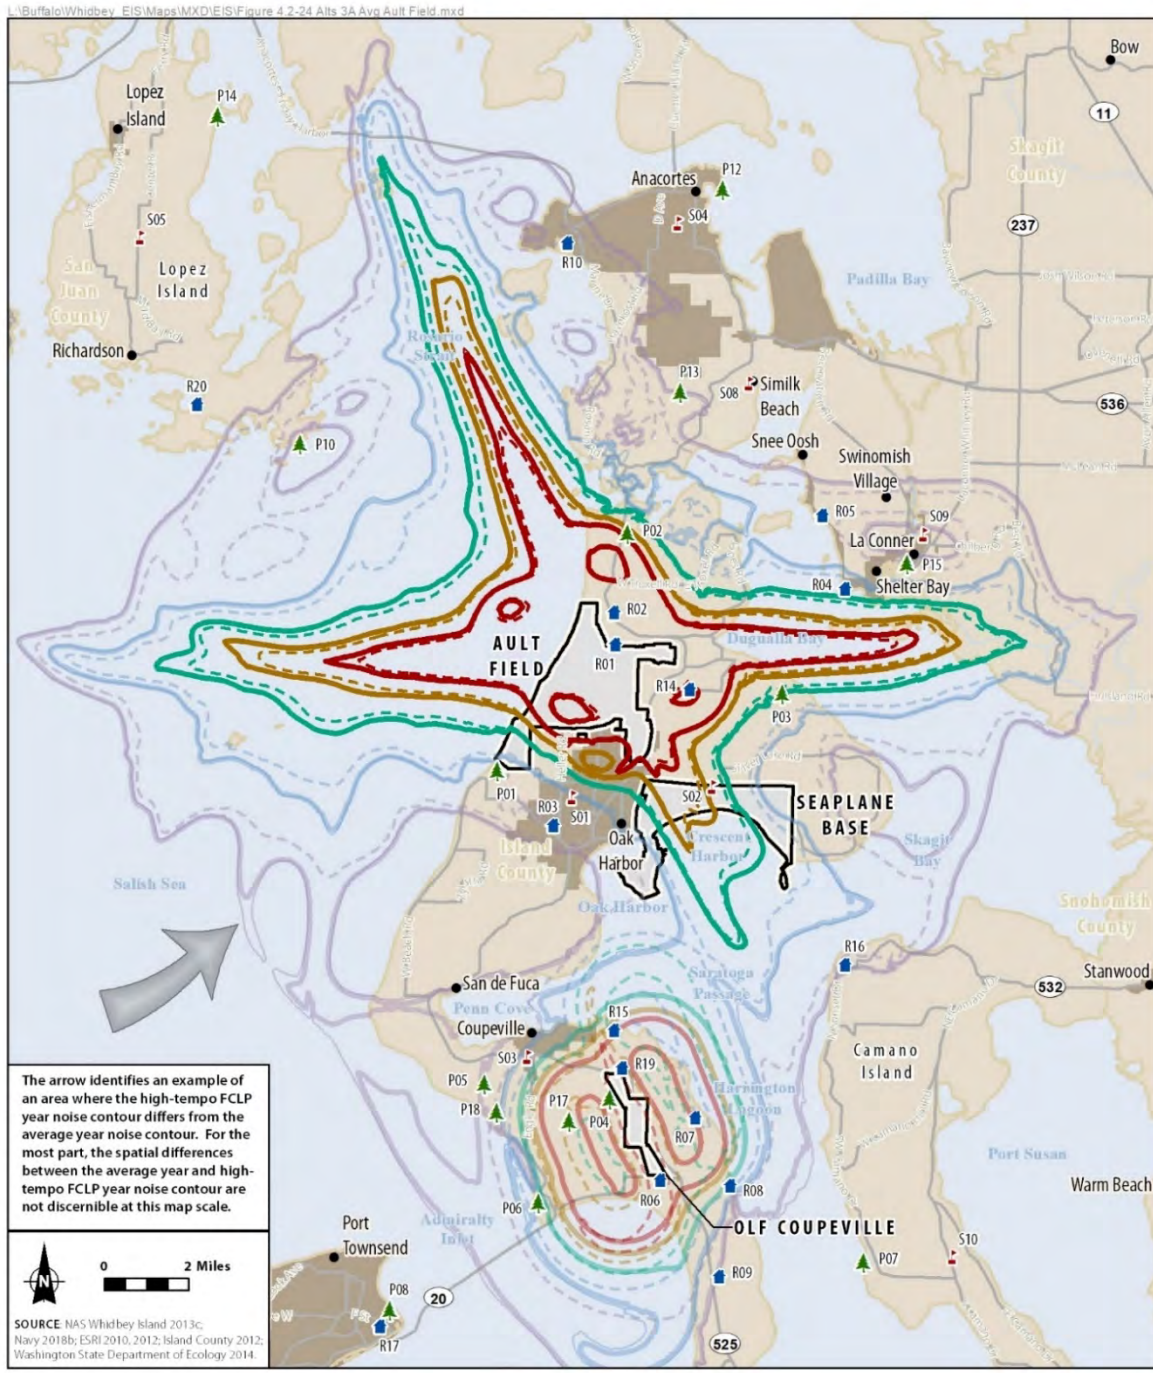 L:\Buffalo\Whidbey_EIS\Maps\MXD\EIS\Figure 4.2-24 Alts 3A Avg Ault Field.mxd
Bow
Lopez
Island
P14
11
Skagit
County
P12
Anacortes
S04
S05
237
R10
Lopez
Island
San
Juan
County
Padilla Bay
Rosario
Strait
Richardson
P13
S08
Similk
Beach
R20
536
P10
Snee Oosh
Swinomish
Village
R05
S09
P02
La Conner
P15
R04
Shelter Bay
R02
AULT
FIELD
Dugualla Bay
R01
R14
P03
P01
S02
SEAPLANE
BASE
R03
S01
Oak
Harbor
Crescent
Harbor
Skagit
Bay
Island
County
Salish Sea
Oak Harbor
Snohomish
County
R16
Saratoga
Passage
Stanwood
San de Fuca
532
Penn Cove
R15
Coupeville
S03
R19
Camano
Island
P05
P18
P17
P04
Harrington
Lagoon
R07
Port Susan
R06
R08
Warm Beach
P06
Admiralty
Inlet
OLF COUPEVILLE
Port
Townsend
S10
P07
R09
P08
20
R17
525
The arrow identifies an example of
an area where the high-tempo FCLP
year noise contour differs from the
average year noise contour. For the
most part, the spatial differences
between the average year and high-
tempo FCLP year noise contour are
not discernible at this map scale.
N
0 2 Miles
SOURCE: NAS Whidbey Island 2013c;
Navy 2018b; ESRI 2010, 2012; Island County 2012;
Washington State Department of Ecology 2014.